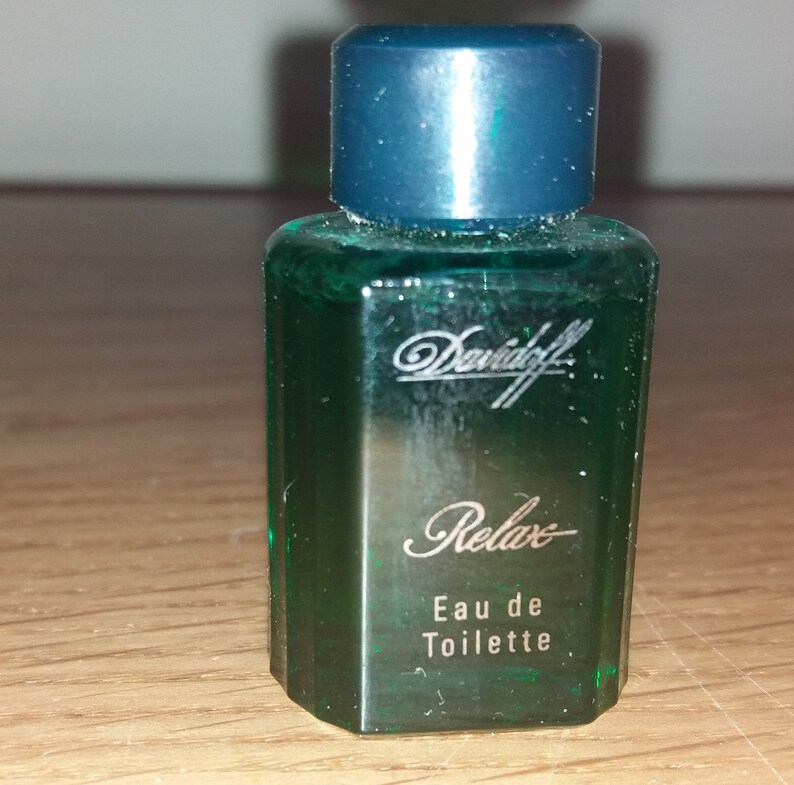 Davidoff
Relax
Eau de
Toilette